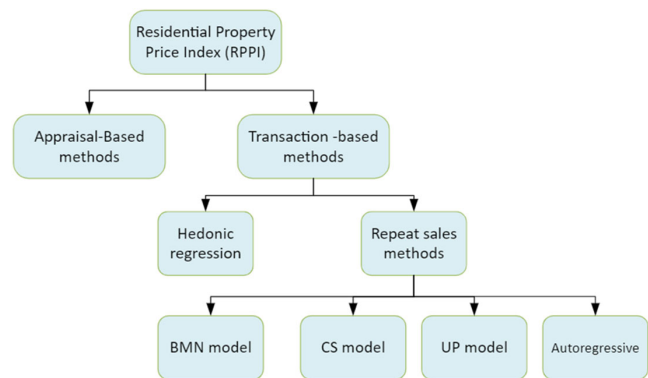 Residential Property
Price Index (RPPI)
Appraisal-Based
methods
Transaction -based
methods
Hedonic
regression
Repeat sales
methods
BMN model
CS model
UP model
Autoregressive